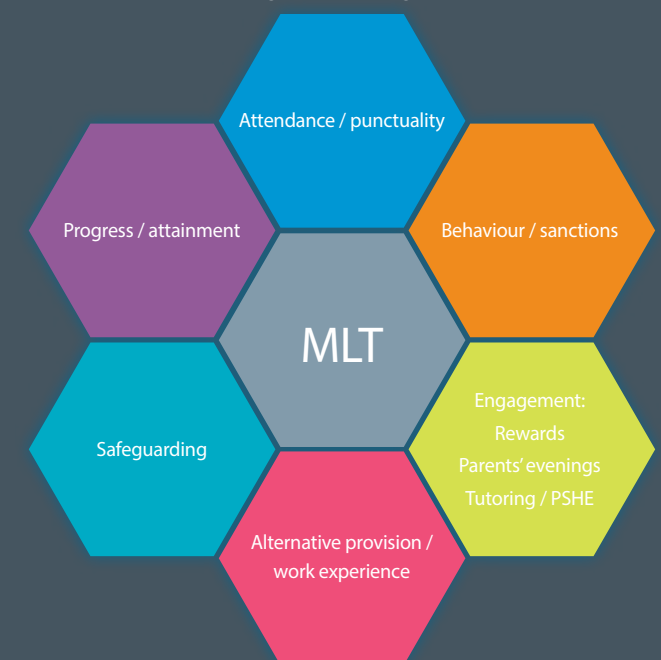 Attendance / punctuality
Progress / attainment
Behaviour / sanctions
MLT
Safeguarding
Engagement:
Rewards
Parents’ evenings
Tutoring / PSHE
Alternative provision /
work experience